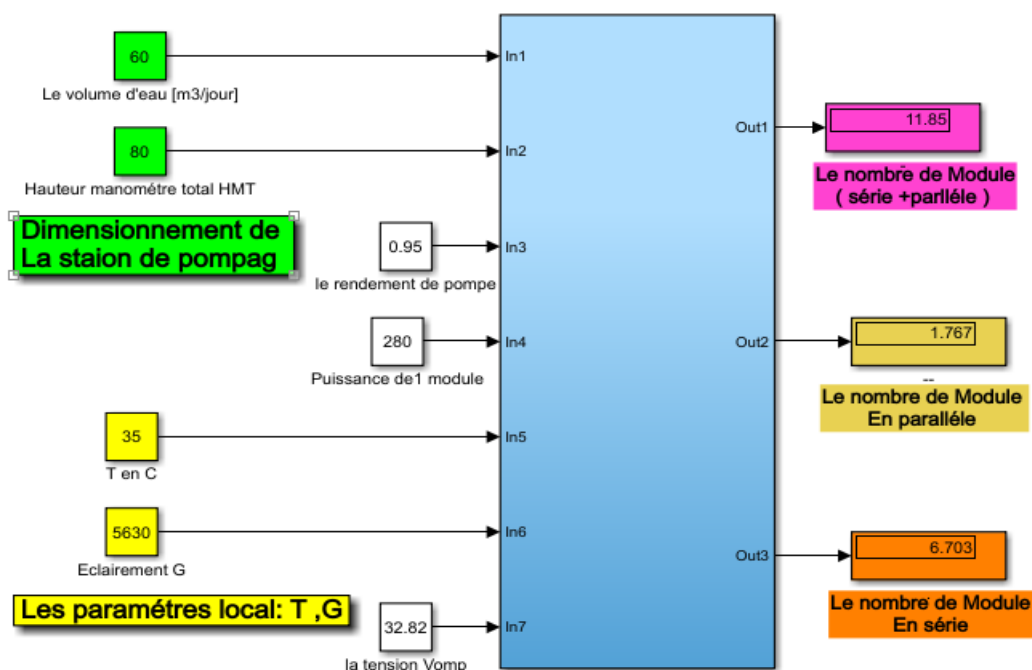 60
Le volume d'eau [m3/jour]
In1
80
Hauteur manométre total HMT
In2
Dimensionnement de
La staion de pompag
0.95
le rendement de pompe
In3
280
Puissance de1 module
In4
35
T en C
In5
5630
Eclairement G
In6
Les paramétres local: T ,G
32.82
la tension Vomp
In7
Out1
11.85
Le nombre de Module
( série +parlléle )
Out2
1.767
--
Le nombre de Module
En paralléle
Out3
6.703
Le nombre de Module
En série